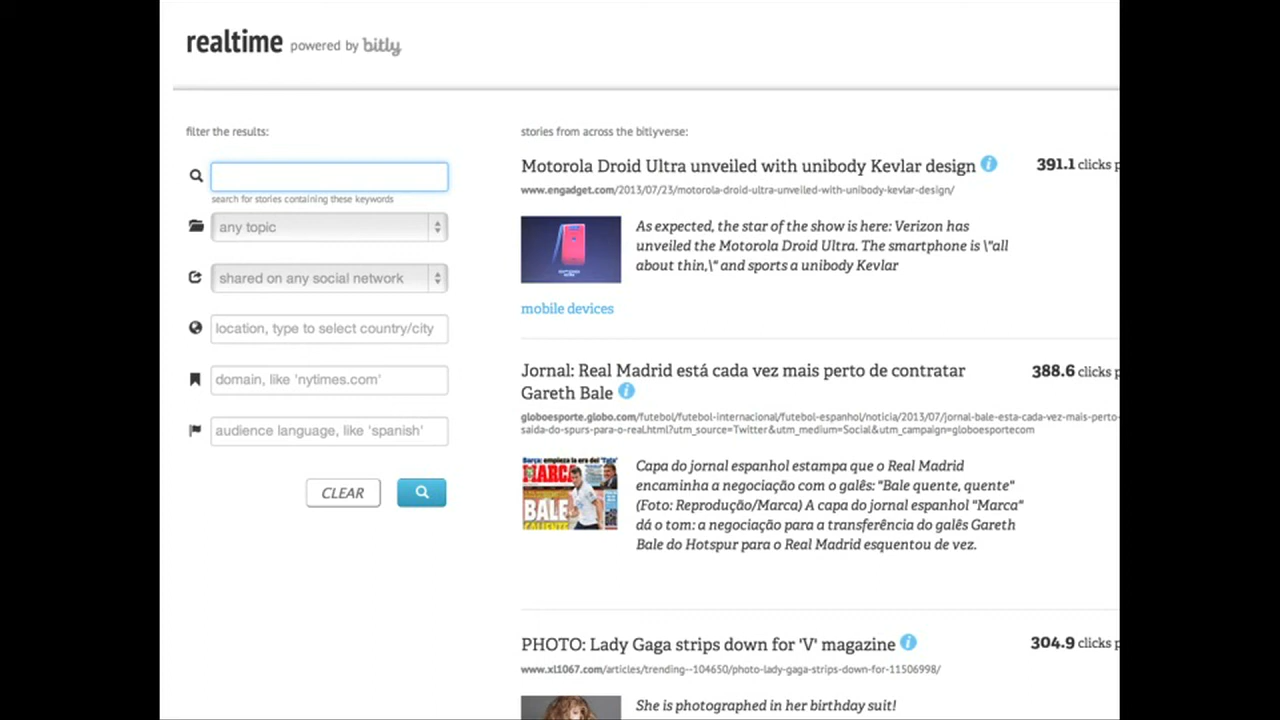 realtime powered by bitly
filter the results:
search for stories containing these keywords
any topic
shared on any social network
location, type to select country/city
domain, like 'nytimes.com'
audience language, like 'spanish'
CLEAR
stories from across the bitlyverse:
Motorola Droid Ultra unveiled with unibody Kevlar design
391.1 clicks p
www.engadget.com/2013/07/23/motorola-droid-ultra-unveiled-with-unibody-kevlar-design/
As expected, the star of the show is here: Verizon has
unveiled the Motorola Droid Ultra. The smartphone is \"all
about thin,\" and sports a unibody Kevlar
mobile devices
Jornal: Real Madrid está cada vez mais perto de contratar
Gareth Bale
388.6 clicks p
globoesporte.globo.com/futebol/futebol-internacional/futebol-espanhol/noticia/2013/07/jornal-bale-esta-cada-vez-mais-perto-
saida-do-spurs-para-o-real.html?utm_source=Twitter&utm_medium=Social&utm_campaign=globoesportecom
MARCA
BALE
CALIENTE
Capa do jornal espanhol estampa que o Real Madrid
encaminha a negociação com o galês: "Bale quente, quente"
(Foto: Reprodução/Marca) A capa do jornal espanhol "Marca"
dá o tom: a negociação para a transferência do galês Gareth
Bale do Hotspur para o Real Madrid esquentou de vez.
PHOTO: Lady Gaga strips down for 'V' magazine
304.9 clicks p
www.xl1067.com/articles/trending--104650/photo-lady-gaga-strips-down-for-11506998/
She is photographed in her birthday suit!